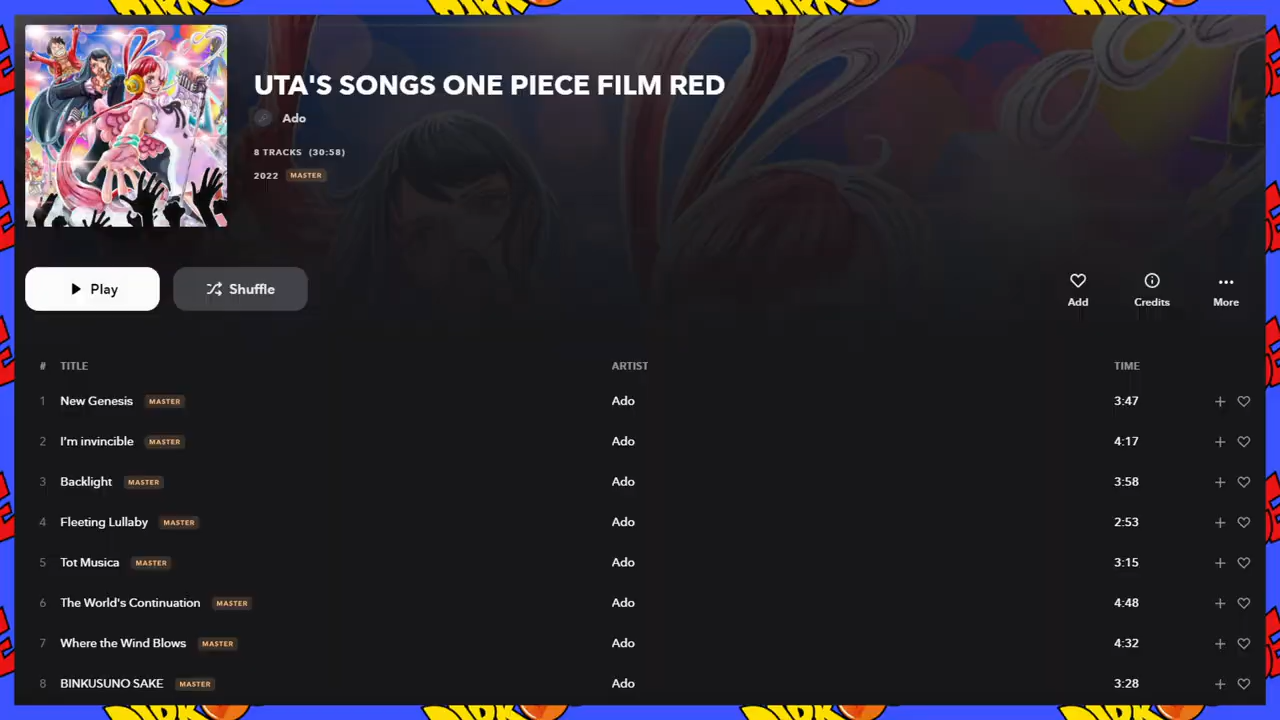 UTA'S SONGS ONE PIECE FILM RED
Ado
8 TRACKS (30:58)
2022 MASTER
Play Shuffle Add Credits More
# TITLE ARTIST TIME
1 New Genesis MASTER Ado 3:47
2 I'm invincible MASTER Ado 4:17
3 Backlight MASTER Ado 3:58
4 Fleeting Lullaby MASTER Ado 2:53
5 Tot Musica MASTER Ado 3:15
6 The World's Continuation MASTER Ado 4:48
7 Where the Wind Blows MASTER Ado 4:32
8 BINKUSUNO SAKE MASTER Ado 3:28